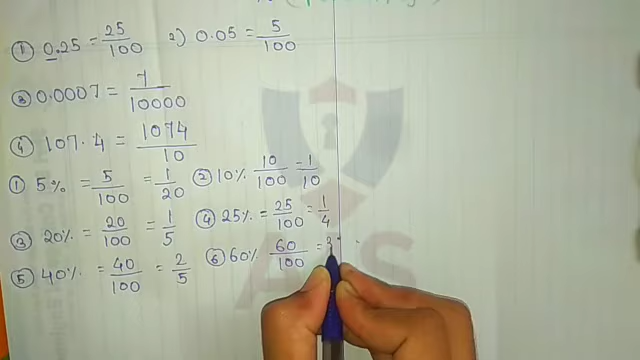 ① 0.25 = 25/100 2) 0.05 = 5/100
③ 0.0007 = 7/10000
④ 107.4 = 1074/10
① 5% = 5/100 = 1/20 ② 10% 10/100 = 1/10
③ 20% = 20/100 = 1/5 ④ 25% = 25/100 = 1/4
⑤ 40% = 40/100 = 2/5 ⑥ 60% 60/100 = 3